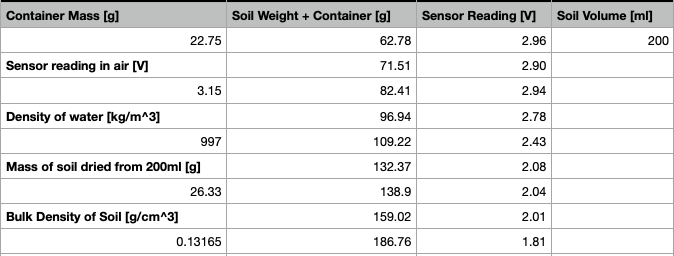 Container Mass [g] Soil Weight + Container [g] Sensor Reading [V] Soil Volume [ml]
22.75 62.78 2.96 200
Sensor reading in air [V] 71.51 2.90
3.15 82.41 2.94
Density of water [kg/m^3] 96.94 2.78
997 109.22 2.43
Mass of soil dried from 200ml [g] 132.37 2.08
26.33 138.9 2.04
Bulk Density of Soil [g/cm^3] 159.02 2.01
0.13165 186.76 1.81